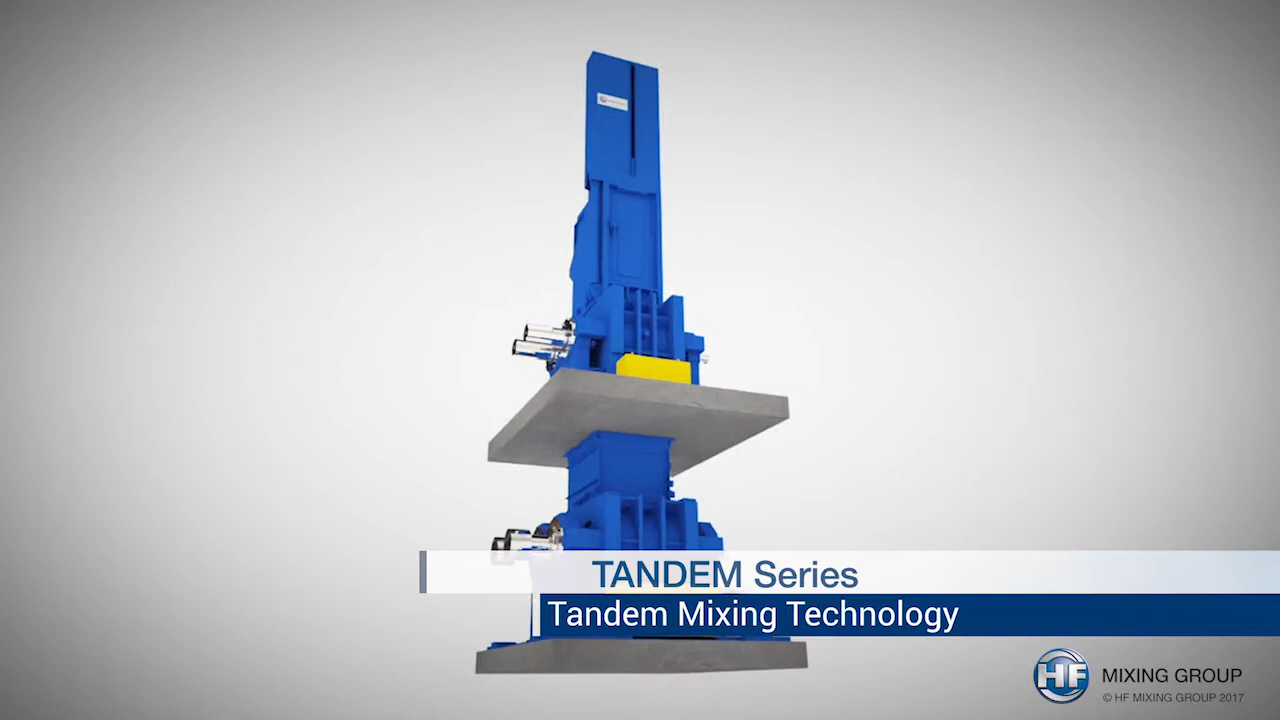 TANDEM Series
Tandem Mixing Technology
HF MIXING GROUP
© HF MIXING GROUP 2017